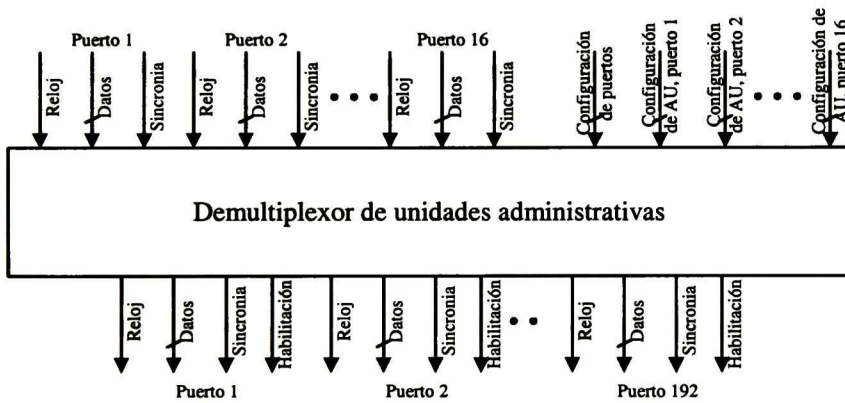 Puerto 1
Puerto 2
Puerto 16
Reloj
Datos
Sincronia
Reloj
Datos
Sincronia
Reloj
Datos
Sincronia
Configuración
de puertos
Configuración
de AU, puerto 1
Configuración
de AU, puerto 2
Configuración de
AU, puerto 16
Demultiplexor de unidades administrativas
Reloj
Datos
Sincronia
Habilitación
Reloj
Datos
Sincronia
Habilitación
Reloj
Datos
Sincronia
Habilitación
Puerto 1
Puerto 2
Puerto 192